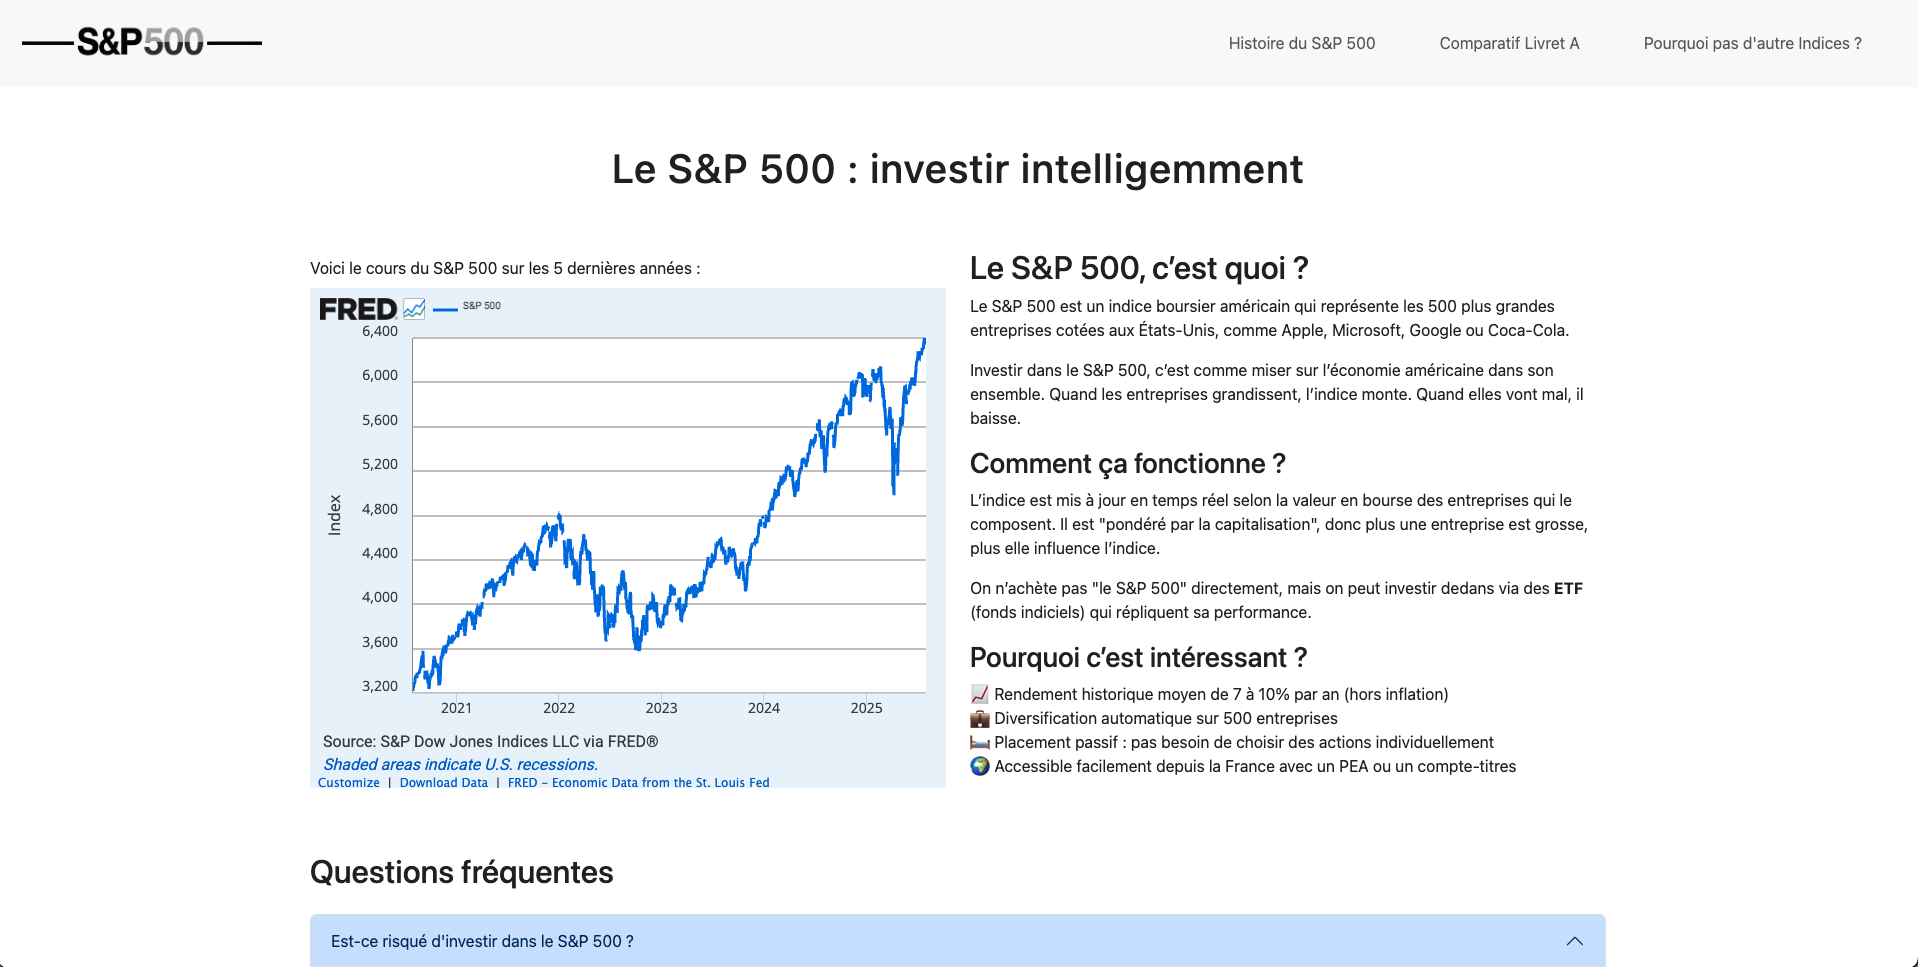 S&P500
Histoire du S&P 500
Comparatif Livret A
Pourquoi pas d'autre Indices ?
Le S&P 500 : investir intelligemment
Voici le cours du S&P 500 sur les 5 dernières années :
FRED
S&P 500
6,400
6,000
5,600
5,200
4,800
4,400
4,000
3,600
3,200
Index
2021
2022
2023
2024
2025
Source: S&P Dow Jones Indices LLC via FRED®
Shaded areas indicate U.S. recessions.
Customize | Download Data | FRED – Economic Data from the St. Louis Fed
Le S&P 500, c’est quoi ?
Le S&P 500 est un indice boursier américain qui représente les 500 plus grandes
entreprises cotées aux États-Unis, comme Apple, Microsoft, Google ou Coca-Cola.
Investir dans le S&P 500, c’est comme miser sur l’économie américaine dans son
ensemble. Quand les entreprises grandissent, l’indice monte. Quand elles vont mal, il
baisse.
Comment ça fonctionne ?
L’indice est mis à jour en temps réel selon la valeur en bourse des entreprises qui le
composent. Il est "pondéré par la capitalisation", donc plus une entreprise est grosse,
plus elle influence l’indice.
On n’achète pas "le S&P 500" directement, mais on peut investir dedans via des ETF
(fonds indiciels) qui répliquent sa performance.
Pourquoi c’est intéressant ?
📈 Rendement historique moyen de 7 à 10% par an (hors inflation)
💼 Diversification automatique sur 500 entreprises
🛏️ Placement passif : pas besoin de choisir des actions individuellement
🌍 Accessible facilement depuis la France avec un PEA ou un compte-titres
Questions fréquentes
Est-ce risqué d'investir dans le S&P 500 ?